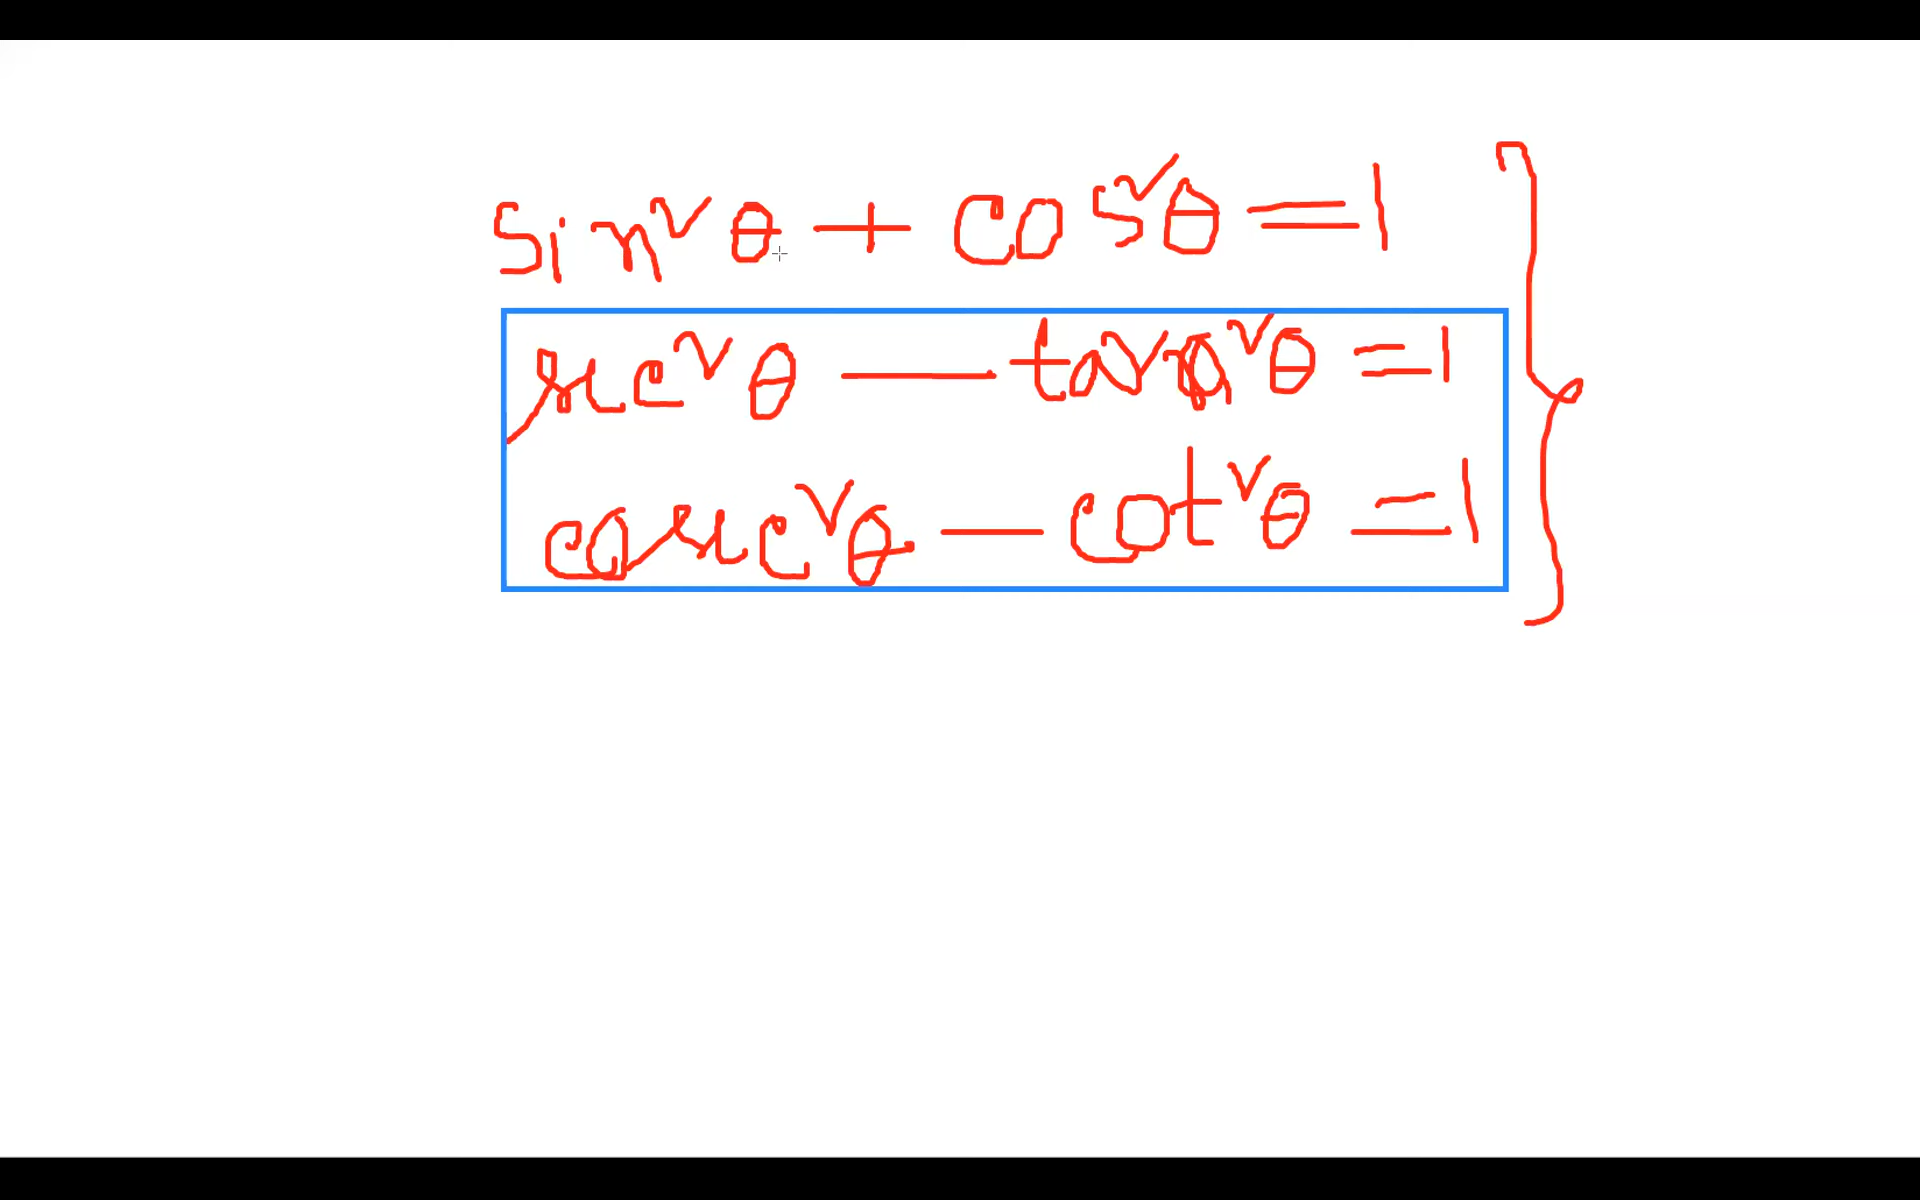 sin²θ + cos²θ = 1
sec²θ — tan²θ = 1
cosec²θ — cot²θ = 1